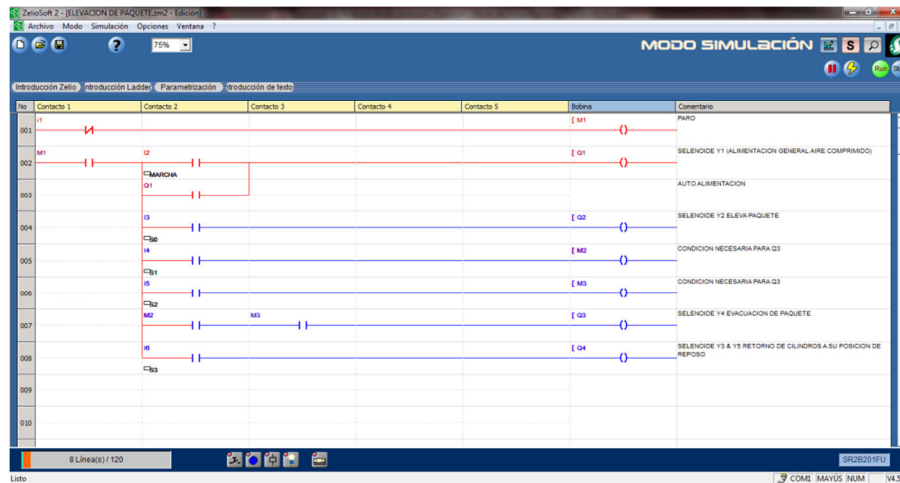 ZelioSoft 2 - [ELEVACION DE PAQUETE.zm2 - Edición]
Archivo Modo Simulación Opciones Ventana ?
75%
MODO SIMULACIÓN S
Run
Introducción Zelio Introducción Ladder Parametrización Introducción de texto
No Contacto 1 Contacto 2 Contacto 3 Contacto 4 Contacto 5 Bobina Comentario
I1 [ M1 PARO
001
M1 I2 [ Q1 SELENOIDE Y1 (ALIMENTACION GENERAL AIRE COMPRIMIDO)
002
MARCHA
Q1 AUTO ALIMENTACION
003
I3 [ Q2 SELENOIDE Y2 ELEVA PAQUETE
004
S0
I4 [ M2 CONDICION NECESARIA PARA Q3
005
S1
I5 [ M3 CONDICION NECESARIA PARA Q3
006
S2
M2 M3 [ Q3 SELENOIDE Y4 EVACUACION DE PAQUETE
007
I6 [ Q4 SELENOIDE Y3 & Y5 RETORNO DE CILINDROS A SU POSICION DE
REPOSO
008
S3
009
010
8 Línea(s) / 120 SR2B201FU
Listo COM1 MAYÚS NUM V4.5